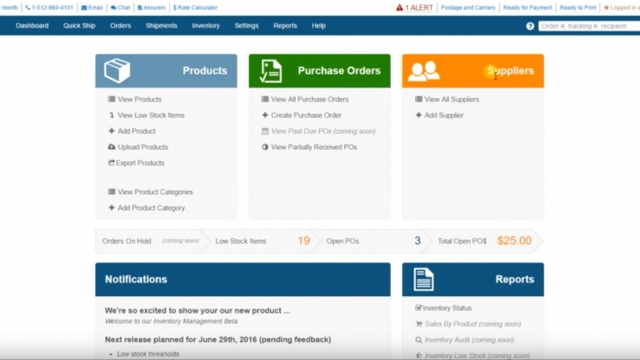 month 1-512-960-4101 Email Chat Answers $ Rate Calculator 1 ALERT Postage and Carriers Ready for Payment Ready to Print Logged in
Dashboard Quick Ship Orders Shipments Inventory Settings Reports Help Order #, tracking #, recipient
Products
View Products
View Low Stock Items
Add Product
Upload Products
Export Products
View Product Categories
Add Product Category
Purchase Orders
View All Purchase Orders
Create Purchase Order
View Past Due POs (coming soon)
View Partially Received POs
Suppliers
View All Suppliers
Add Supplier
Orders On Hold (coming soon) Low Stock Items 19 Open POs 3 Total Open PO$ $25.00
Notifications
We're so excited to show your our new product ...
Welcome to our Inventory Management Beta
Next release planned for June 29th, 2016 (pending feedback)
• Low stock thresholds
Reports
Inventory Status
Sales By Product (coming soon)
Inventory Audit (coming soon)
Inventory Low Stock (coming soon)